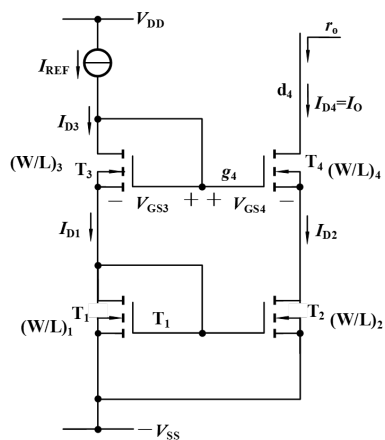 V_DD
r_o
I_REF
d_4
I_D4=I_O
I_D3
(W/L)_3
T_3
g_4
T_4
(W/L)_4
− V_GS3 + + V_GS4 −
I_D1
I_D2
T_1
T_1
T_2
(W/L)_1
(W/L)_2
−V_SS